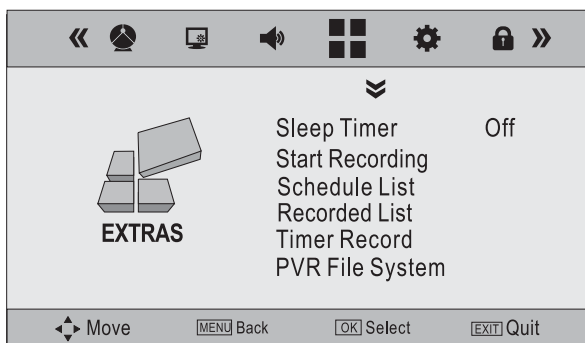 Sleep Timer Off
Start Recording
Schedule List
Recorded List
Timer Record
PVR File System
EXTRAS
Move MENU Back OK Select EXIT Quit